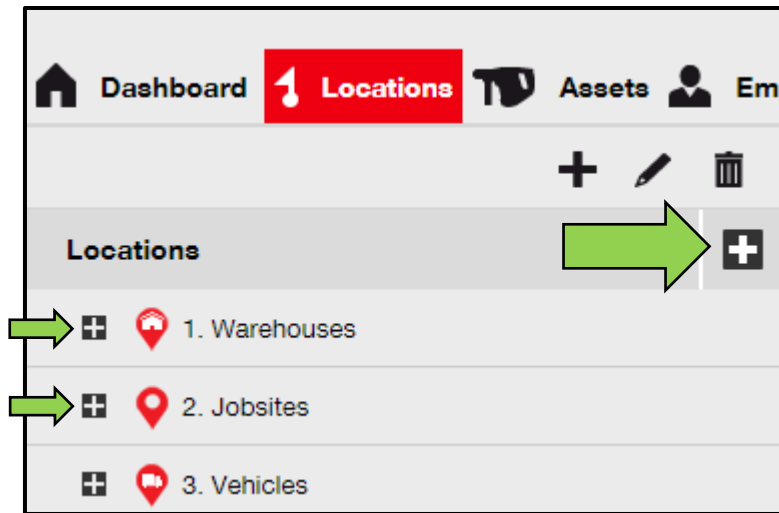 Dashboard Locations Assets Em
Locations
1. Warehouses
2. Jobsites
3. Vehicles